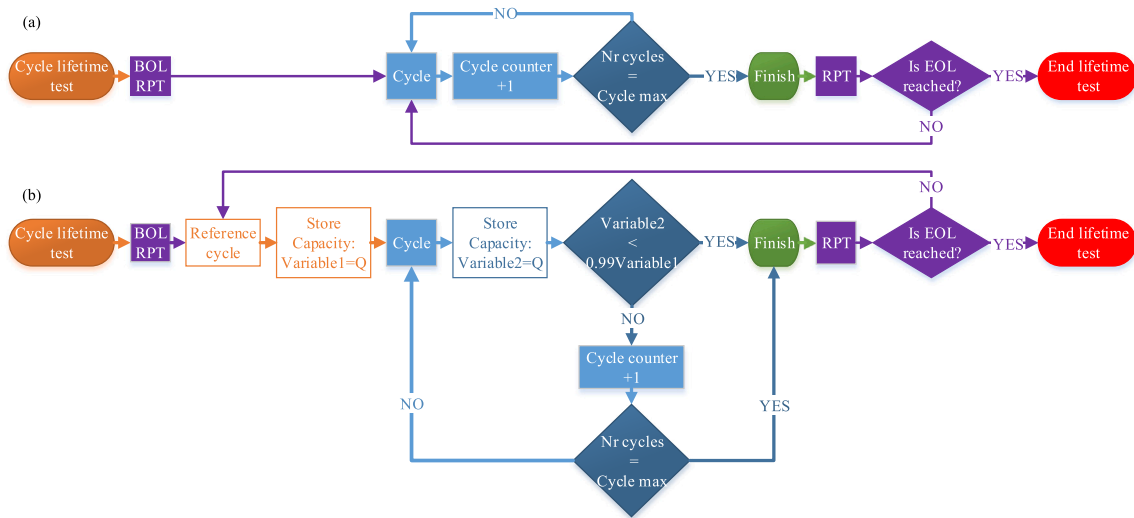 (a)
NO
Cycle lifetime
test
BOL
RPT
Cycle
Cycle counter
+1
Nr cycles
=
Cycle max
YES
Finish
RPT
Is EOL
reached?
YES
End lifetime
test
NO
(b)
NO
Cycle lifetime
test
BOL
RPT
Reference
cycle
Store
Capacity:
Variable1=Q
Cycle
Store
Capacity:
Variable2=Q
Variable2
<
0.99Variable1
YES
Finish
RPT
Is EOL
reached?
YES
End lifetime
test
NO
Cycle counter
+1
NO
YES
Nr cycles
=
Cycle max